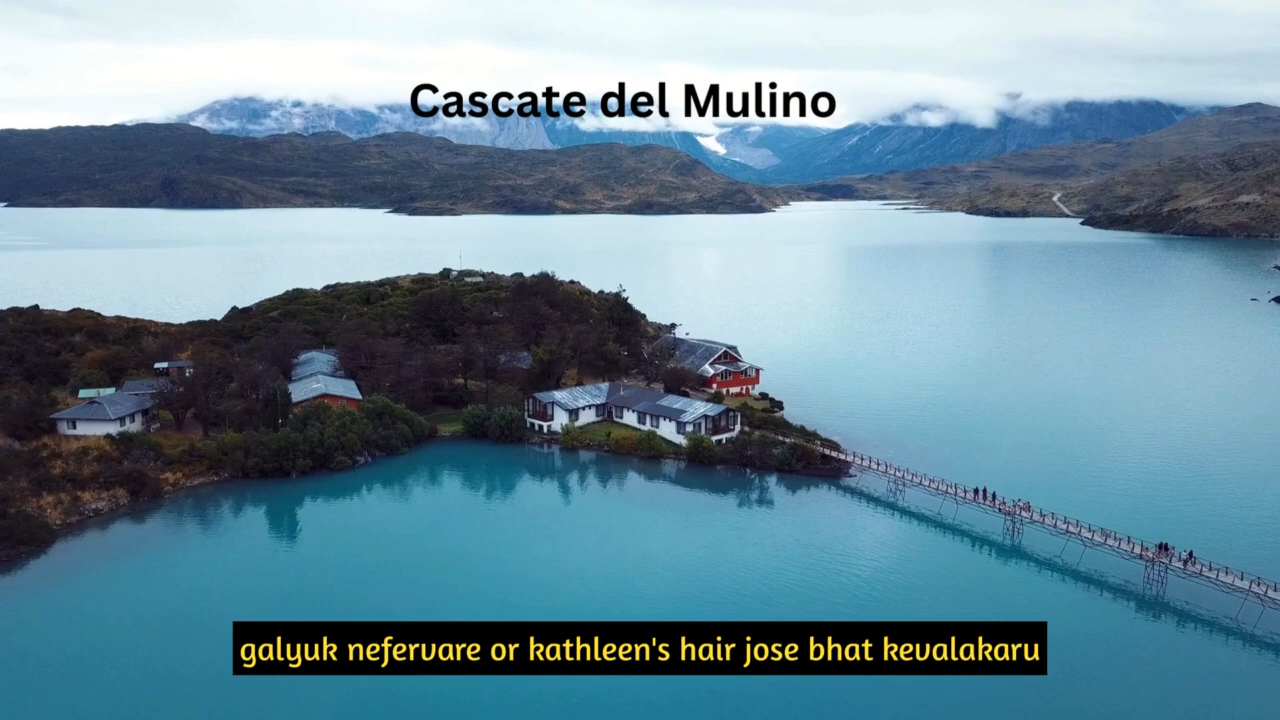 Cascate del Mulino
galyuk nefervare or kathleen's hair jose bhat kevalakaru